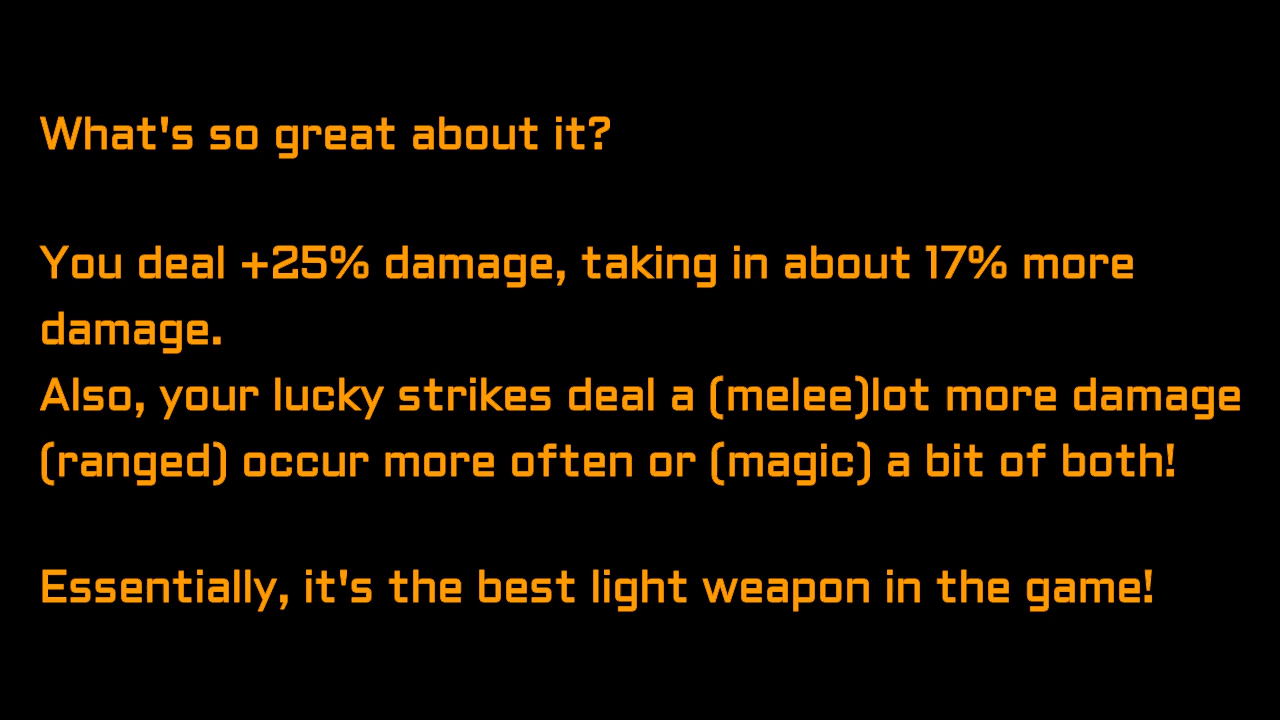 What's so great about it?
You deal +25% damage, taking in about 17% more
damage.
Also, your lucky strikes deal a (melee)lot more damage
(ranged) occur more often or (magic) a bit of both!
Essentially, it's the best light weapon in the game!